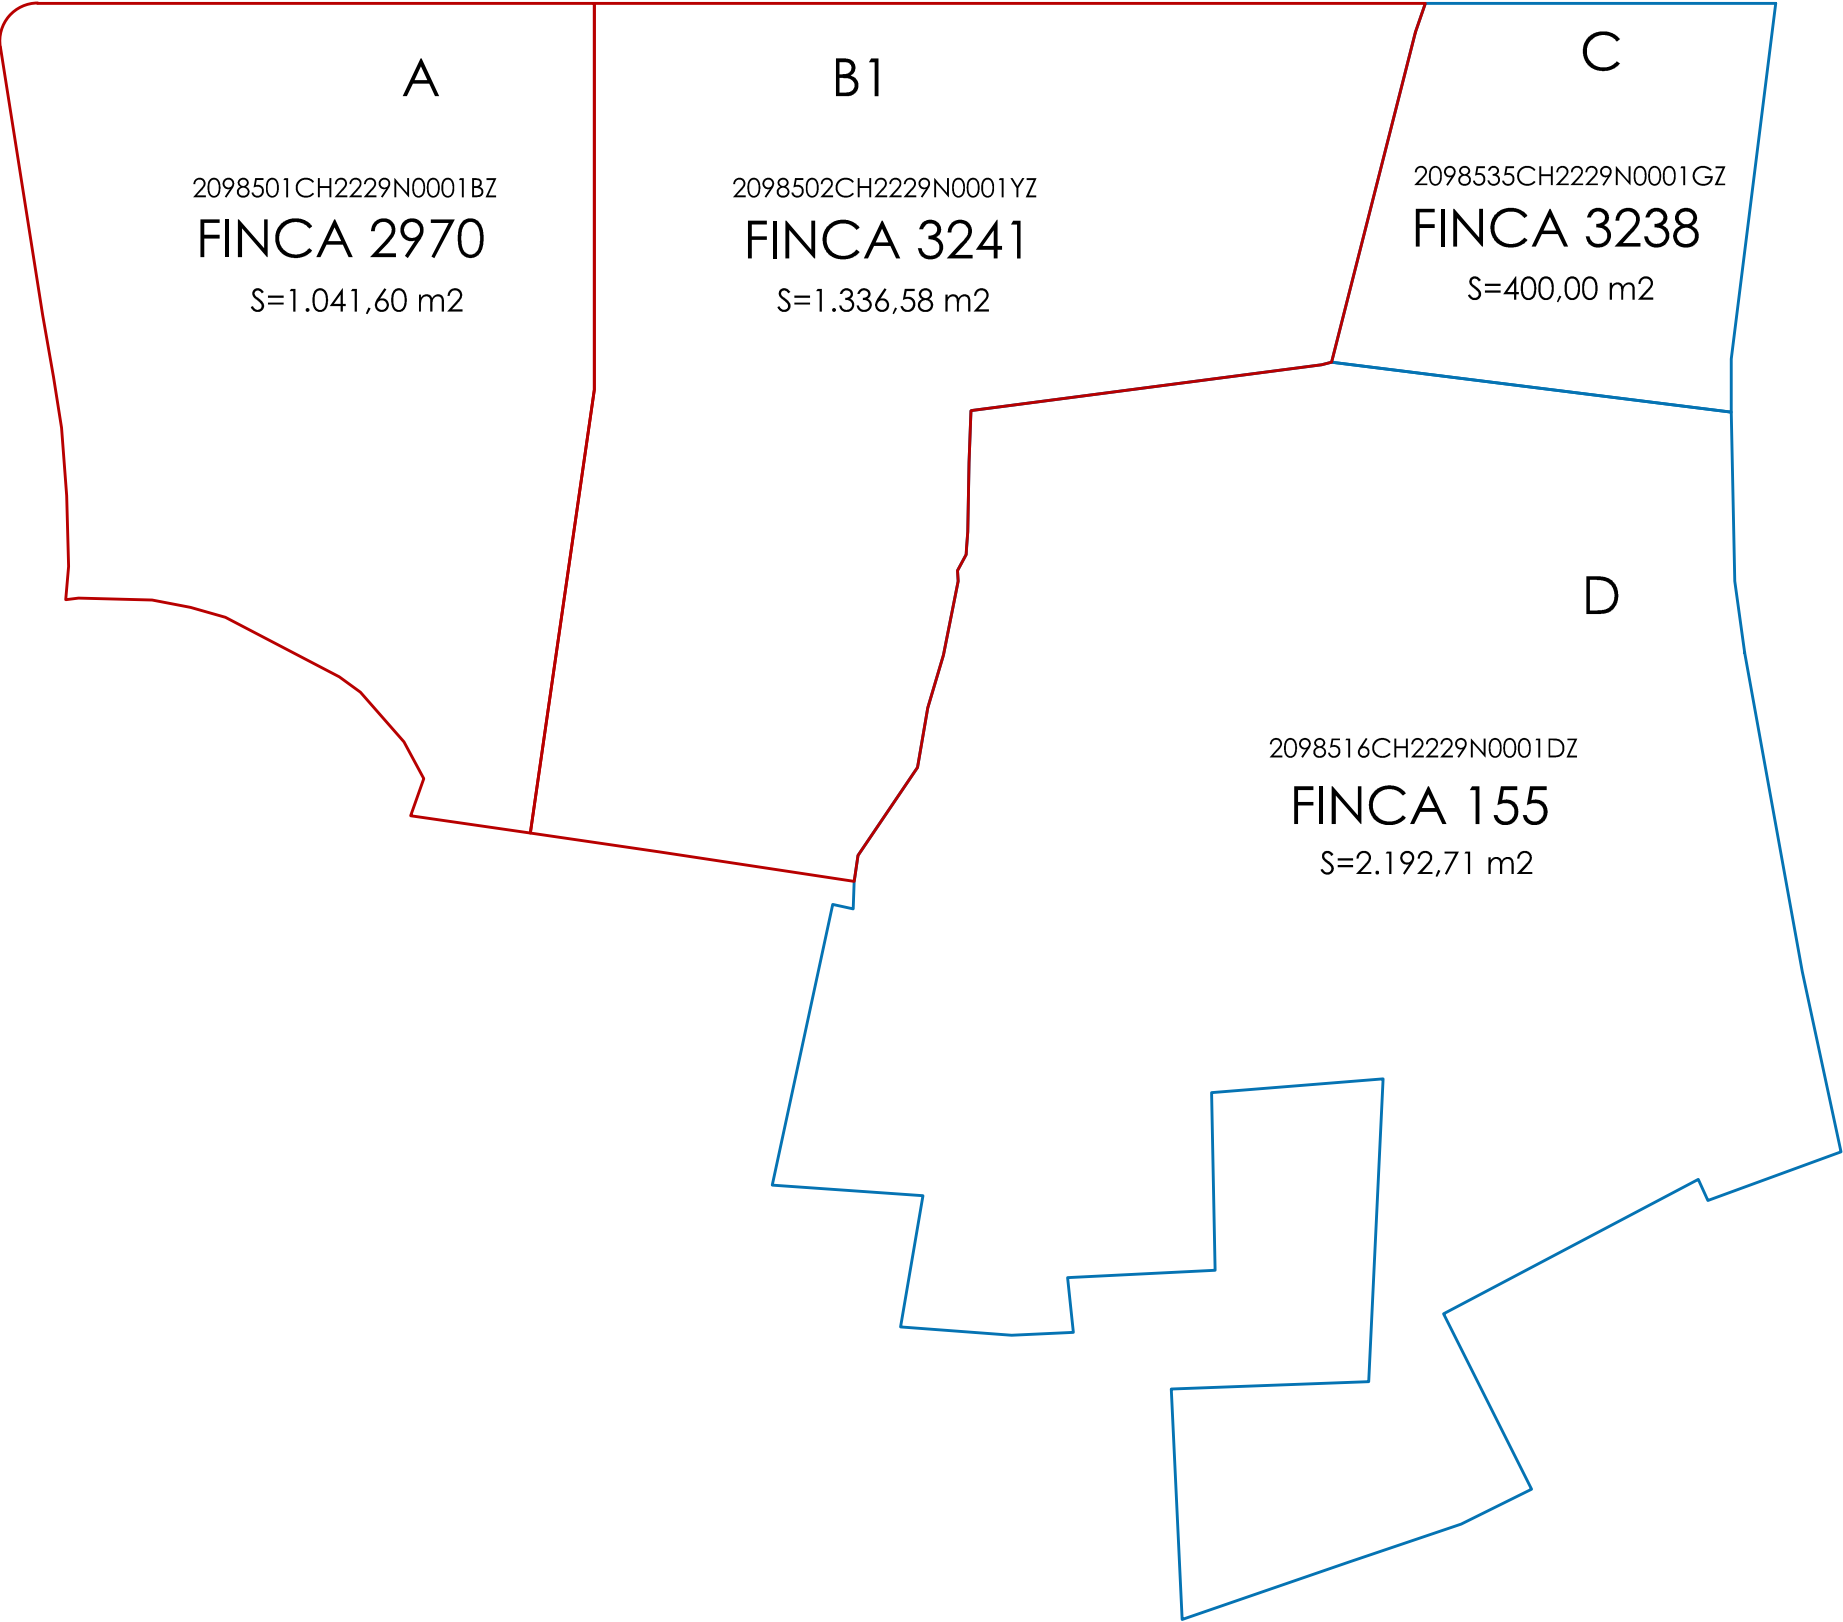 A
2098501CH2229N0001BZ
FINCA 2970
S=1.041,60 m2
B1
2098502CH2229N0001YZ
FINCA 3241
S=1.336,58 m2
C
2098535CH2229N0001GZ
FINCA 3238
S=400,00 m2
D
2098516CH2229N0001DZ
FINCA 155
S=2.192,71 m2